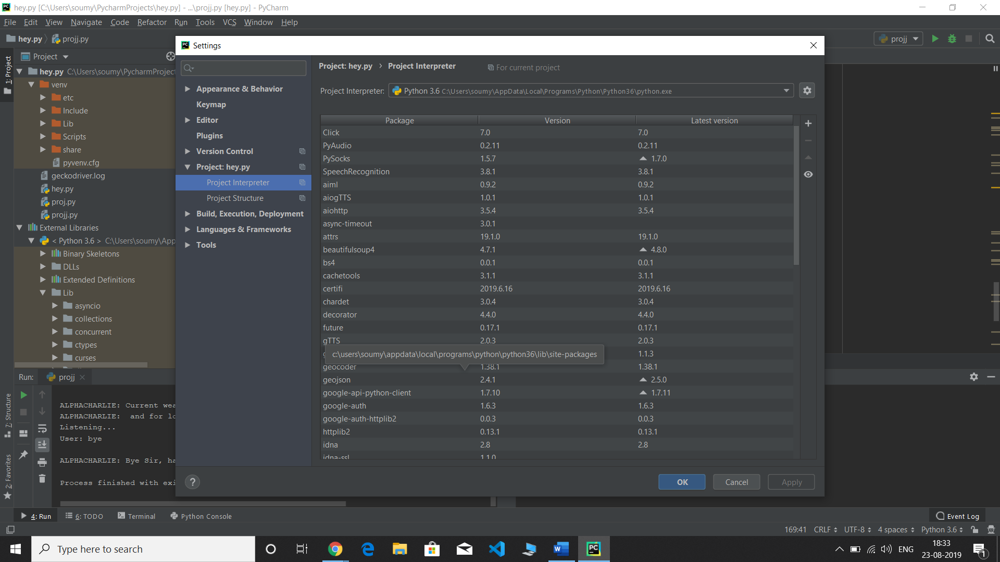 hey.py [C:\Users\soumy\PycharmProjects\hey.py] - ...\projj.py [hey.py] - PyCharm
File Edit View Navigate Code Refactor Run Tools VCS Window Help
hey.py projj.py
projj
Project
1: Project
hey.py C:\Users\soumy\PycharmProject
venv
etc
Include
Lib
Scripts
share
pyvenv.cfg
geckodriver.log
hey.py
proj.py
projj.py
External Libraries
< Python 3.6 > C:\Users\soumy\App
Binary Skeletons
DLLs
Extended Definitions
Lib
asyncio
collections
concurrent
ctypes
curses
Settings
Appearance & Behavior
Keymap
Editor
Plugins
Version Control
Project: hey.py
Project Interpreter
Project Structure
Build, Execution, Deployment
Languages & Frameworks
Tools
Project: hey.py › Project Interpreter For current project
Project Interpreter: Python 3.6 C:\Users\soumy\AppData\Local\Programs\Python\Python36\python.exe
Package Version Latest version
Click 7.0 7.0
PyAudio 0.2.11 0.2.11
PySocks 1.5.7 1.7.0
SpeechRecognition 3.8.1 3.8.1
aiml 0.9.2 0.9.2
aiogTTS 1.0.1 1.0.1
aiohttp 3.5.4 3.5.4
async-timeout 3.0.1
attrs 19.1.0 19.1.0
beautifulsoup4 4.7.1 4.8.0
bs4 0.0.1 0.0.1
cachetools 3.1.1 3.1.1
certifi 2019.6.16 2019.6.16
chardet 3.0.4 3.0.4
decorator 4.4.0 4.4.0
future 0.17.1 0.17.1
gTTS 2.0.3 2.0.3
c:\users\soumy\appdata\local\programs\python\python36\lib\site-packages 1.1.3
geocoder 1.38.1 1.38.1
geojson 2.4.1 2.5.0
google-api-python-client 1.7.10 1.7.11
google-auth 1.6.3 1.6.3
google-auth-httplib2 0.0.3 0.0.3
httplib2 0.13.1 0.13.1
idna 2.8 2.8
idna-ssl 1.1.0
? OK Cancel Apply
Run: projj
ALPHACHARLIE: Current wea
ALPHACHARLIE: and for lo
Listening...
User: bye
ALPHACHARLIE: Bye Sir, ha
Process finished with exi
7: Structure
2: Favorites
4: Run 6: TODO Terminal Python Console Event Log
169:41 CRLF UTF-8 4 spaces Python 3.6
Type here to search
ENG
18:33
23-08-2019
1